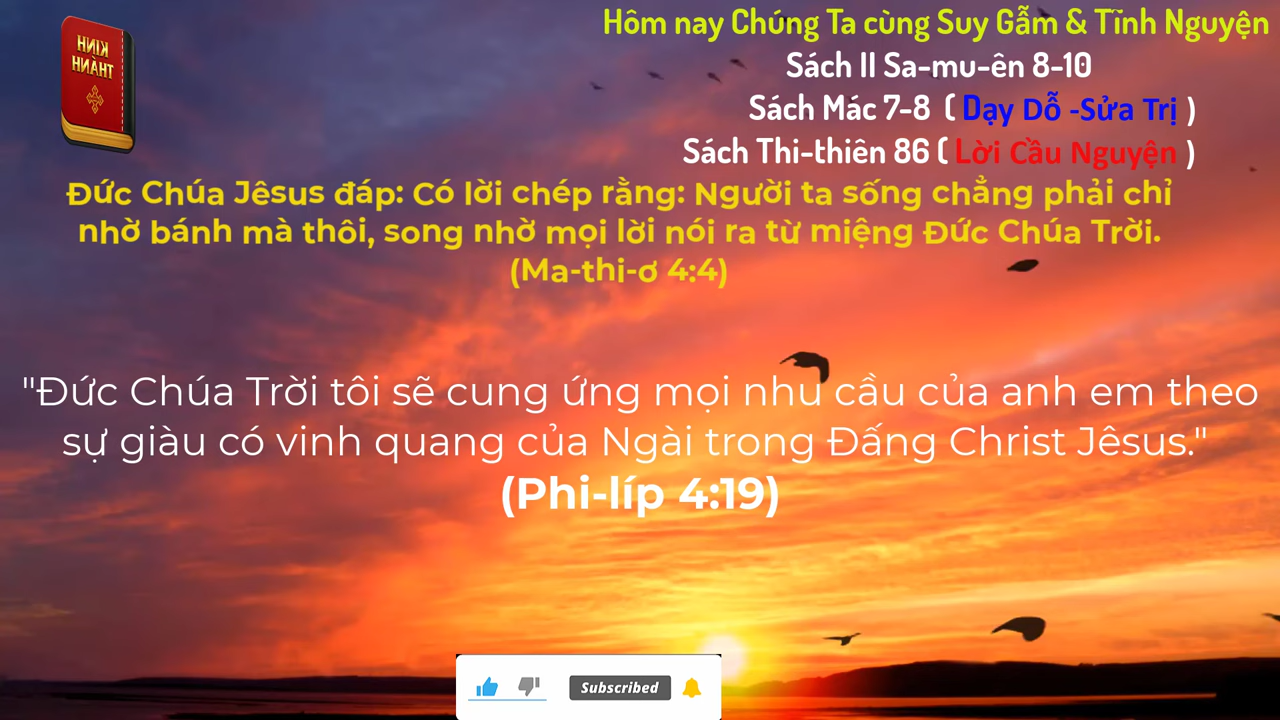 KINH
THÁNH
Hôm nay Chúng Ta cùng Suy Gẫm & Tĩnh Nguyện
Sách II Sa-mu-ên 8-10
Sách Mác 7-8 ( Dạy Dỗ -Sửa Trị )
Sách Thi-thiên 86 ( Lời Cầu Nguyện )
Đức Chúa Jêsus đáp: Có lời chép rằng: Người ta sống chẳng phải chỉ
nhờ bánh mà thôi, song nhờ mọi lời nói ra từ miệng Đức Chúa Trời.
(Ma-thi-ơ 4:4)
"Đức Chúa Trời tôi sẽ cung ứng mọi nhu cầu của anh em theo
sự giàu có vinh quang của Ngài trong Đấng Christ Jêsus."
(Phi-líp 4:19)
Subscribed